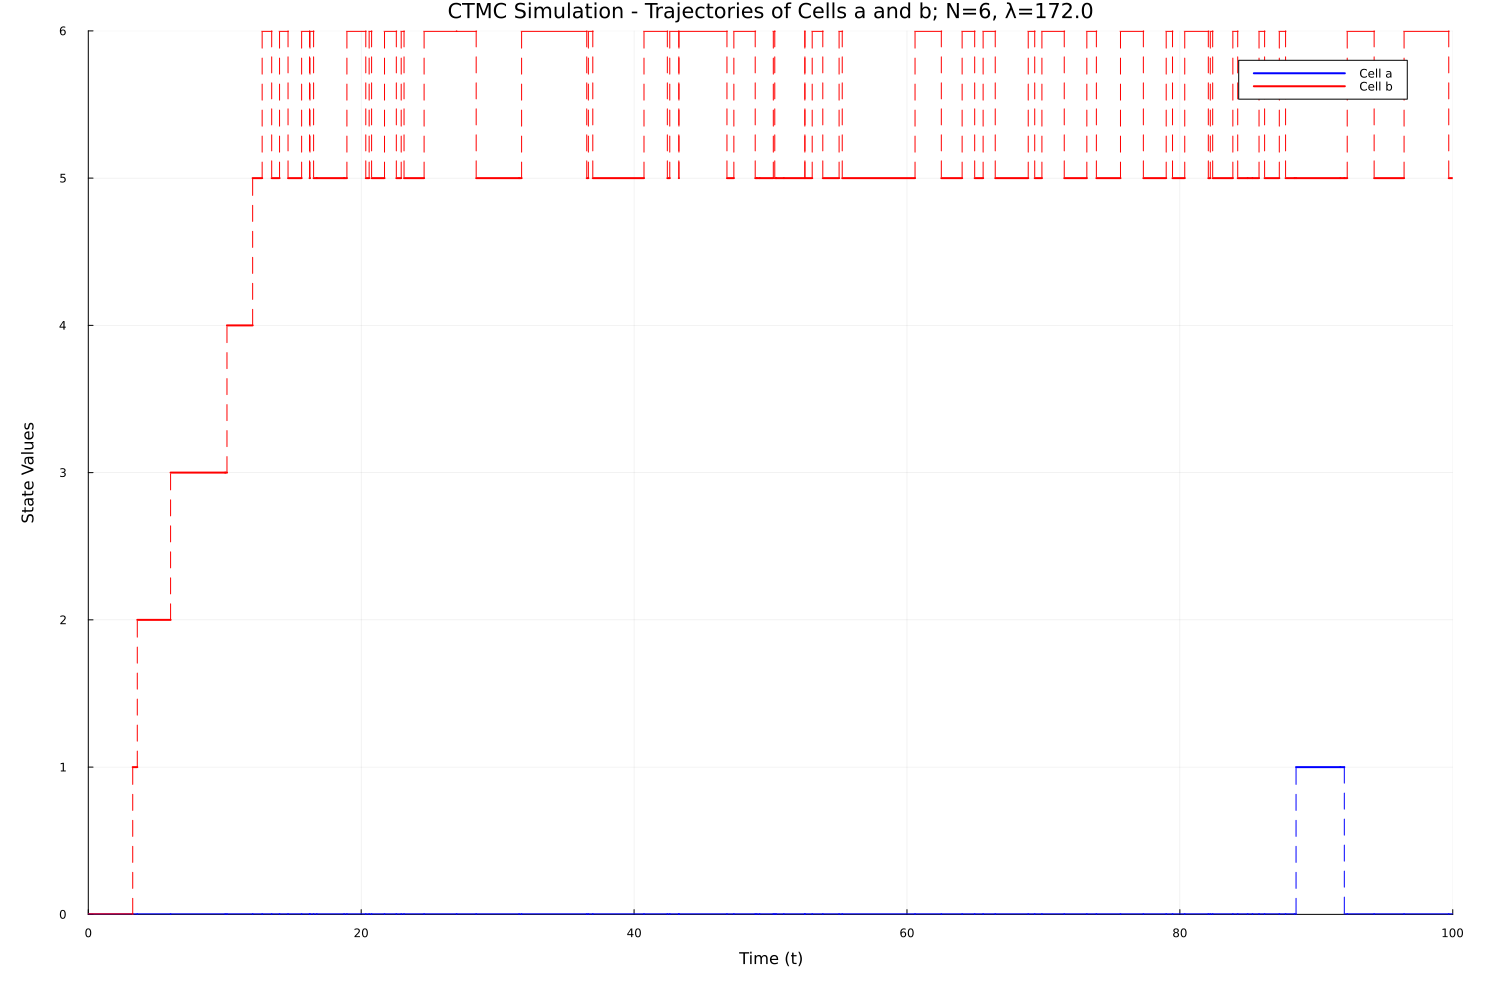 CTMC Simulation - Trajectories of Cells a and b; N=6, λ=172.0
6
Cell a
Cell b
5
4
State Values
3
2
1
0
0 20 40 60 80 100
Time (t)